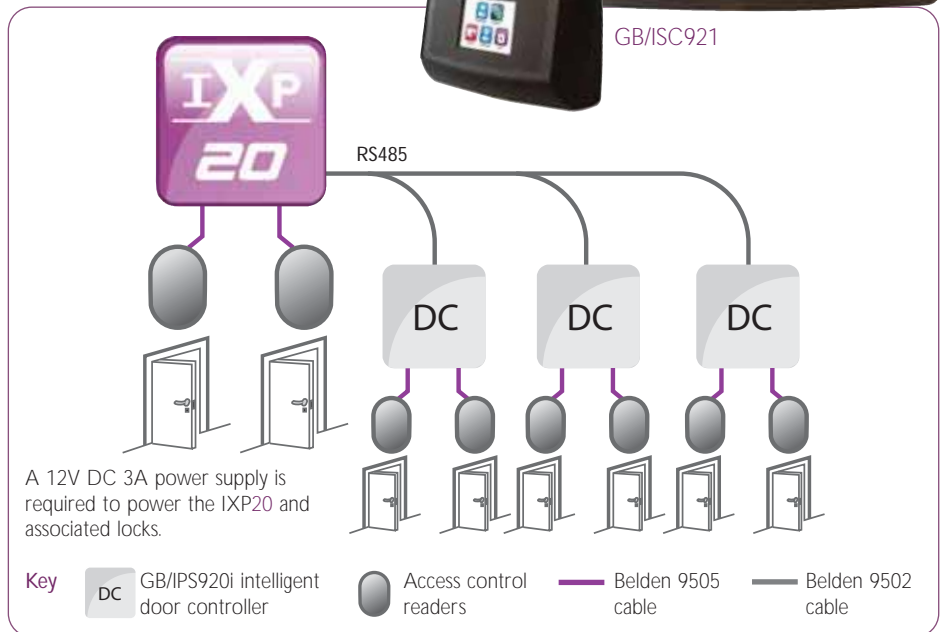 GB/ISC921
IXP
20
RS485
DC
DC
DC
A 12V DC 3A power supply is
required to power the IXP20 and
associated locks.
Key
DC
GB/IPS920i intelligent
door controller
Access control
readers
Belden 9505
cable
Belden 9502
cable